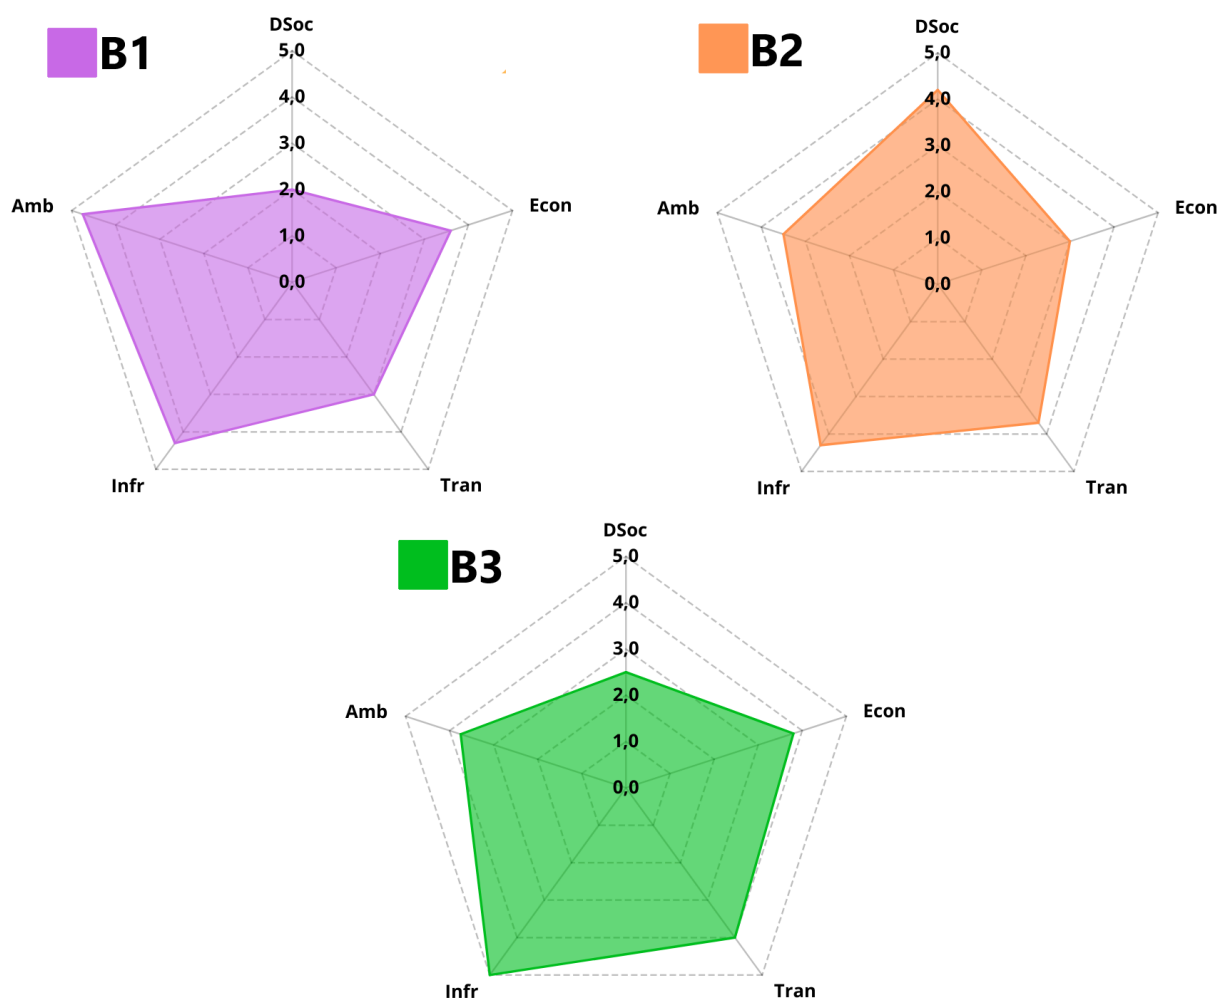 B1
DSoc
5,0
4,0
3,0
2,0
1,0
0,0
Amb
Econ
Infr
Tran
B2
DSoc
5,0
4,0
3,0
2,0
1,0
0,0
Amb
Econ
Infr
Tran
B3
DSoc
5,0
4,0
3,0
2,0
1,0
0,0
Amb
Econ
Infr
Tran